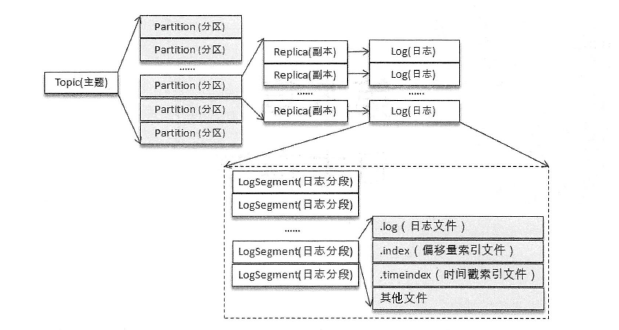 Topic(主题)
Partition (分区)
Partition (分区)
......
Partition (分区)
Partition (分区)
Partition (分区)
Replica(副本)
Replica(副本)
......
Replica(副本)
Log(日志)
Log(日志)
......
Log(日志)
LogSegment(日志分段)
LogSegment(日志分段)
......
LogSegment(日志分段)
LogSegment(日志分段)
.log（日志文件）
.index（偏移量索引文件）
.timeindex（时间戳索引文件）
其他文件